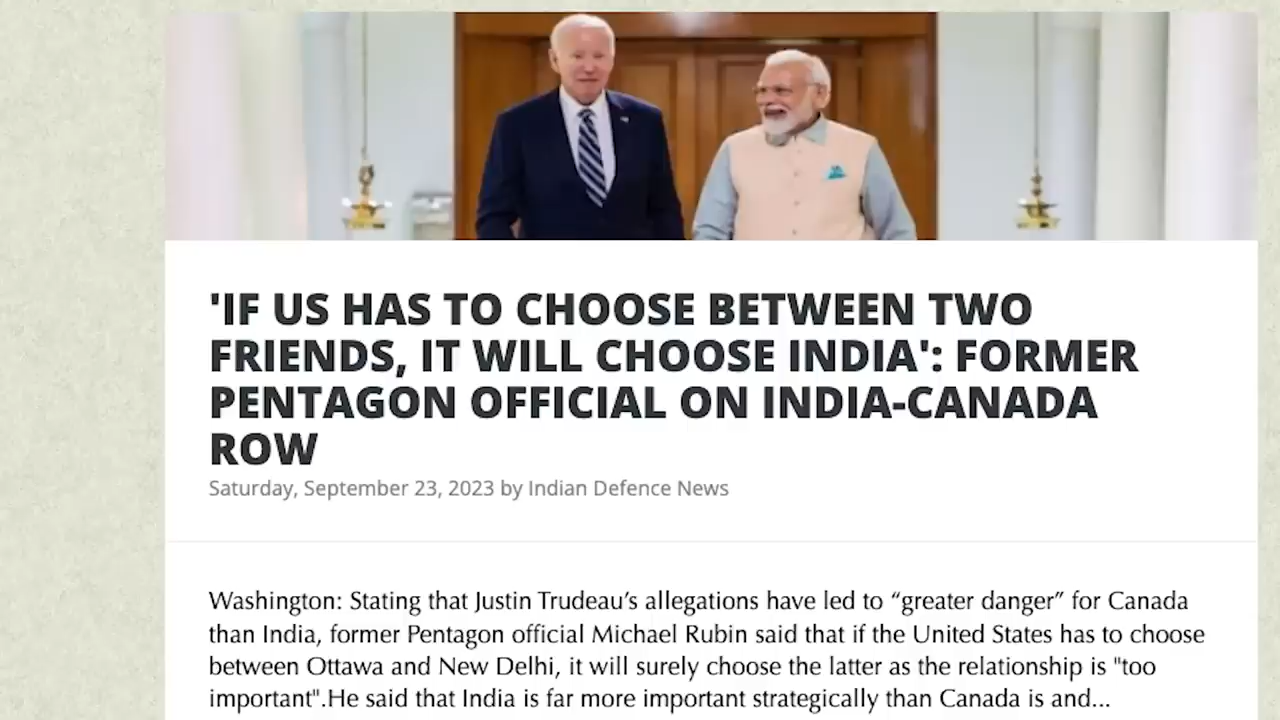 'IF US HAS TO CHOOSE BETWEEN TWO
FRIENDS, IT WILL CHOOSE INDIA': FORMER
PENTAGON OFFICIAL ON INDIA-CANADA
ROW
Saturday, September 23, 2023 by Indian Defence News
Washington: Stating that Justin Trudeau’s allegations have led to “greater danger” for Canada
than India, former Pentagon official Michael Rubin said that if the United States has to choose
between Ottawa and New Delhi, it will surely choose the latter as the relationship is "too
important".He said that India is far more important strategically than Canada is and...